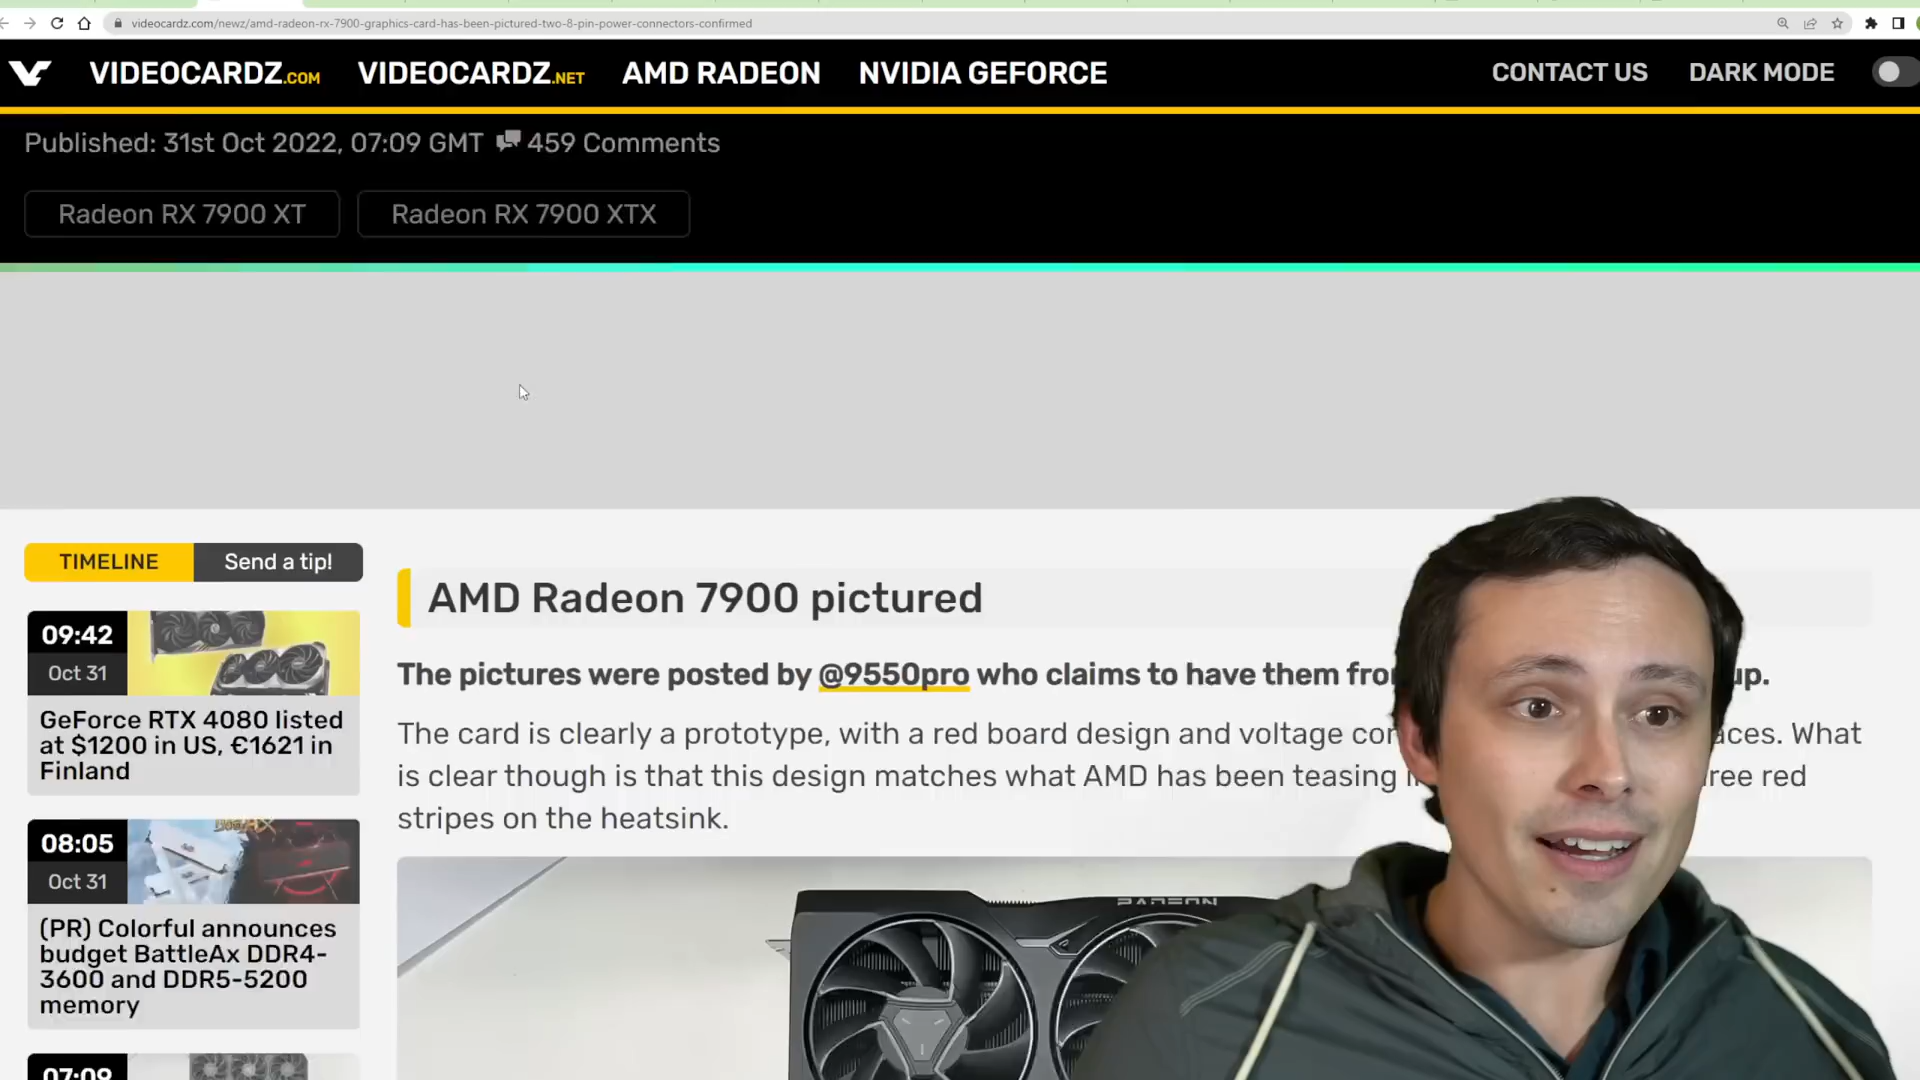 videocardz.com/newz/amd-radeon-rx-7900-graphics-card-has-been-pictured-two-8-pin-power-connectors-confirmed
VIDEOCARDZ.COM VIDEOCARDZ.NET AMD RADEON NVIDIA GEFORCE CONTACT US DARK MODE
Published: 31st Oct 2022, 07:09 GMT 459 Comments
Radeon RX 7900 XT Radeon RX 7900 XTX
TIMELINE Send a tip!
09:42
Oct 31
GeForce RTX 4080 listed
at $1200 in US, €1621 in
Finland
08:05
Oct 31
(PR) Colorful announces
budget BattleAx DDR4-
3600 and DDR5-5200
memory
07:09
AMD Radeon 7900 pictured
The pictures were posted by @9550pro who claims to have them from up.
The card is clearly a prototype, with a red board design and voltage What
is clear though is that this design matches what AMD has been teasing red
stripes on the heatsink.
RADEON